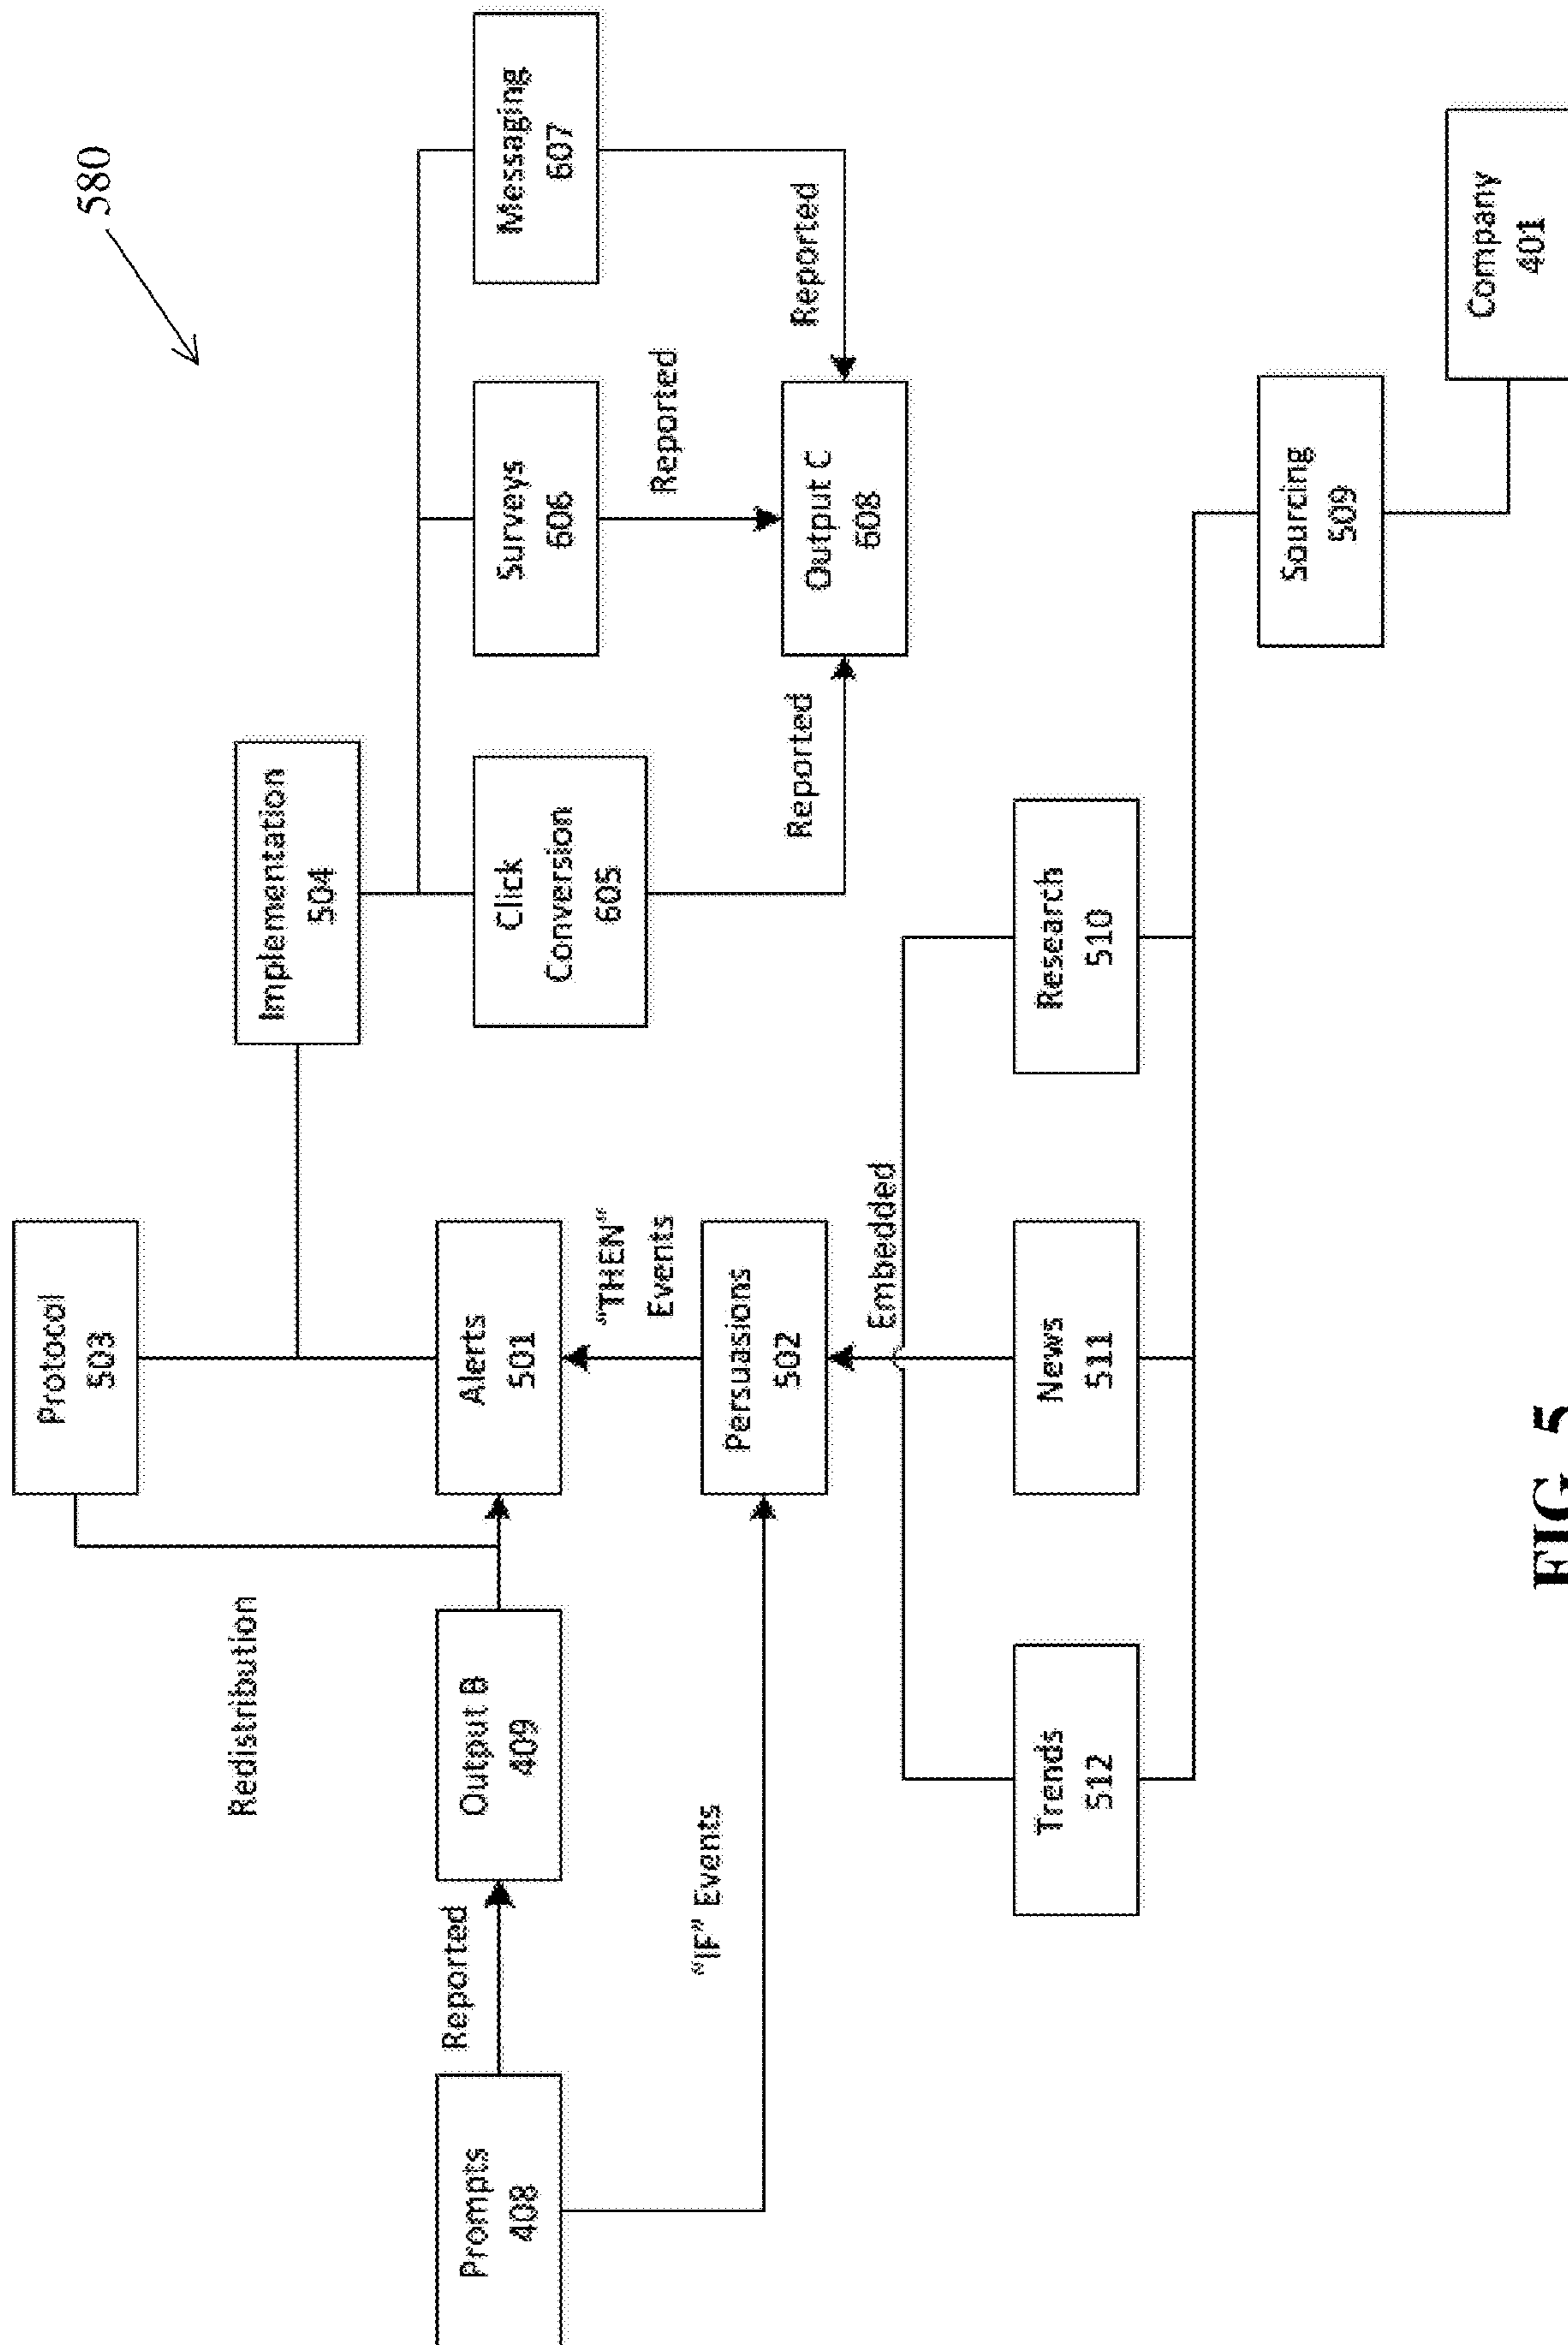 580
Protocal
503
Redistribution
Implementation
504
Prompts
408
Reported
Output B
409
Alerts
501
Click
Conversion
605
Surveys
606
Messaging
607
"THEN"
Events
Reported
"IF" Events
Persuasions
502
Reported
Output C
608
Reported
Embedded
Trends
512
News
511
Research
510
Sourcing
509
Company
401
FIG. 5